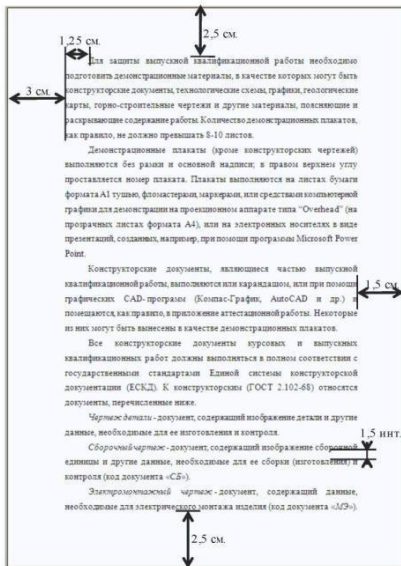 2,5 см.
1,25 см.
3 см.
Для защиты выпускной квалификационной работы необходимо
подготовить демонстрационные материалы, в качестве которых могут быть
конструкторские документы, технологические схемы, графики, геологические
карты, горно-строительные чертежи и другие материалы, поясняющие и
раскрывающие содержание работы. Количество демонстрационных плакатов,
как правило, не должно превышать 8-10 листов.
Демонстрационные плакаты (кроме конструкторских чертежей)
выполняются без рамки и основной надписи; в правом верхнем углу
проставляется номер плаката. Плакаты выполняются на листах бумаги
формата А1 тушью, фломастерами, маркерами, или средствами компьютерной
графики для демонстрации на проекционном аппарате типа "Overhead" (на
прозрачных листах формата А4), или на электронных носителях в виде
презентаций, созданных, например, при помощи программы Microsoft Power
Point.
Конструкторские документы, являющиеся частью выпускной
квалификационной работы, выполняются или карандашом, или при помощи
графических CAD-программ (Компас-График, AutoCAD и др.) и
помещаются, как правило, в приложение аттестационной работы. Некоторые
из них могут быть вынесены в качестве демонстрационных плакатов.
1,5 см.
Все конструкторские документы курсовых и выпускных
квалификационных работ должны выполняться в полном соответствии с
государственными стандартами Единой системы конструкторской
документации (ЕСКД). К конструкторским (ГОСТ 2.102-68) относятся
документы, перечисленные ниже.
Чертеж детали - документ, содержащий изображение детали и другие
данные, необходимые для ее изготовления и контроля.
1,5 инт.
Сборочный чертеж - документ, содержащий изображение сборочной
единицы и другие данные, необходимые для ее сборки (изготовления) и
контроля (код документа «СБ»).
Электромонтажный чертеж - документ, содержащий данные,
необходимые для электрического монтажа изделия (код документа «МЭ»).
2,5 см.